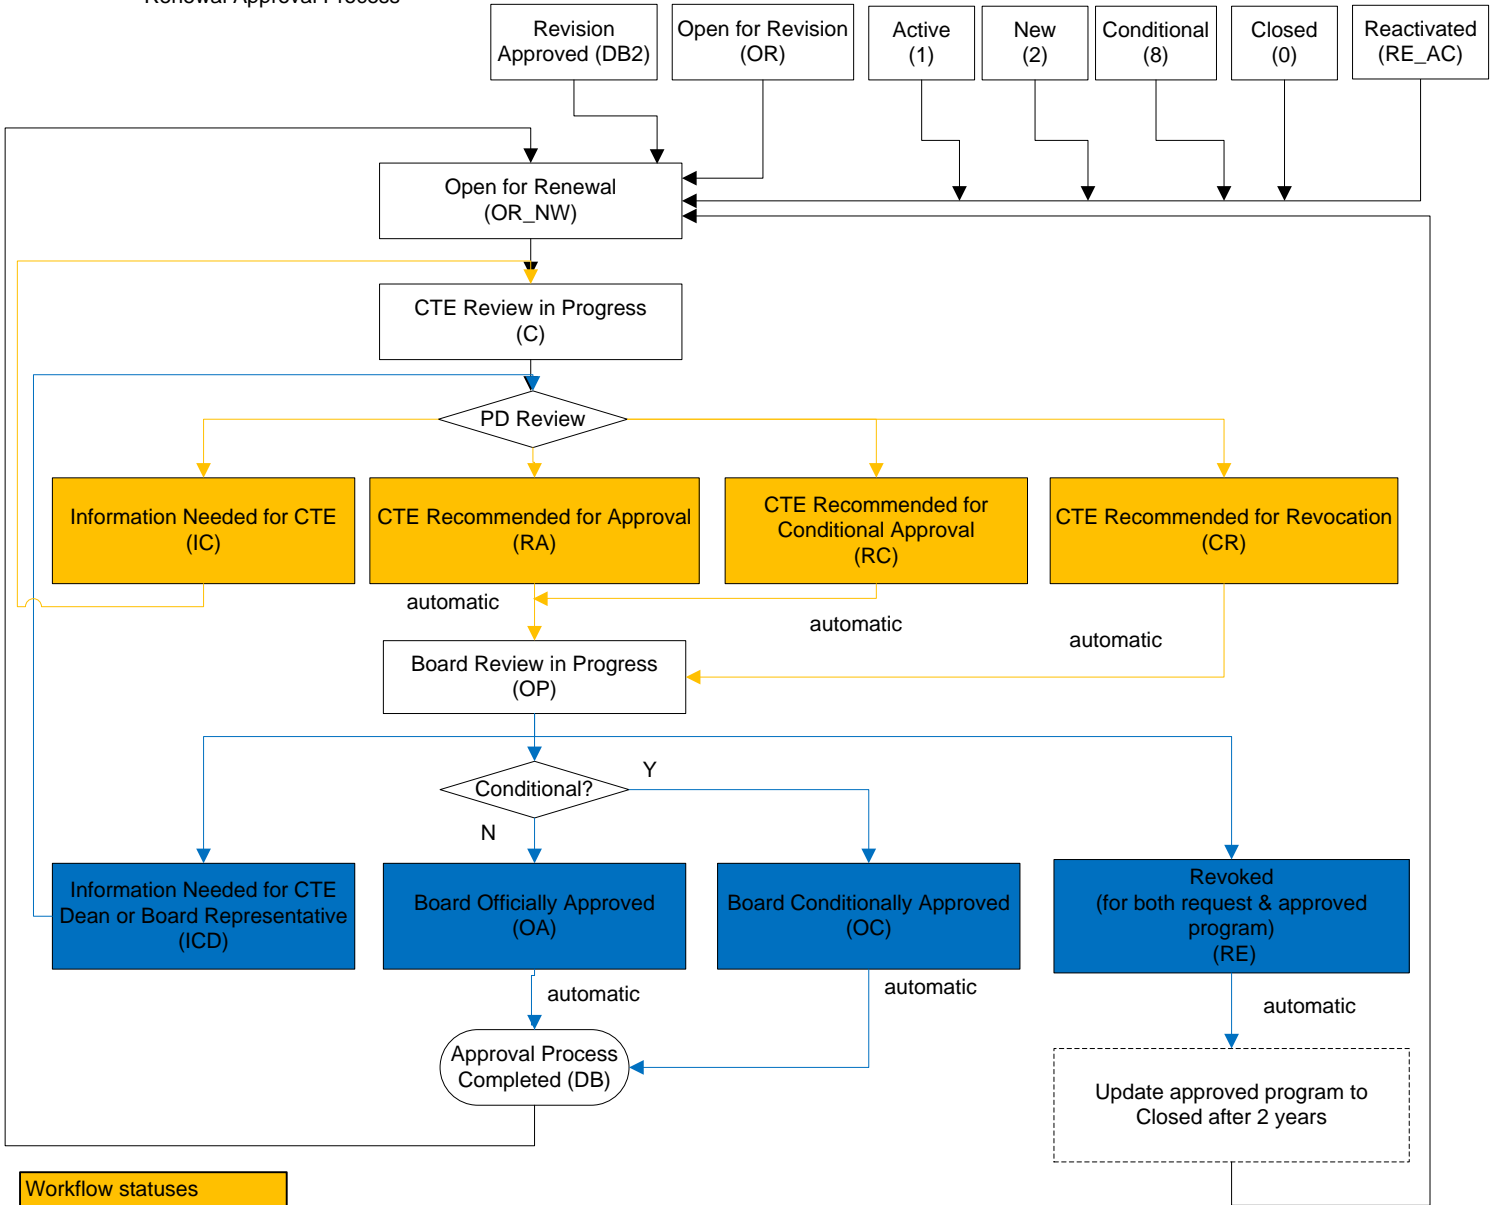 Renewal Approval Process
Revision
Approved (DB2)
Open for Revision
(OR)
Active
(1)
New
(2)
Conditional
(8)
Closed
(0)
Reactivated
(RE_AC)
Open for Renewal
(OR_NW)
CTE Review in Progress
(C)
PD Review
Information Needed for CTE
(IC)
CTE Recommended for Approval
(RA)
CTE Recommended for
Conditional Approval
(RC)
CTE Recommended for Revocation
(CR)
automatic
automatic
automatic
Board Review in Progress
(OP)
Conditional?
Y
N
Information Needed for CTE
Dean or Board Representative
(ICD)
Board Officially Approved
(OA)
Board Conditionally Approved
(OC)
Revoked
(for both request & approved
program)
(RE)
automatic
automatic
automatic
Approval Process
Completed (DB)
Update approved program to
Closed after 2 years
Workflow statuses